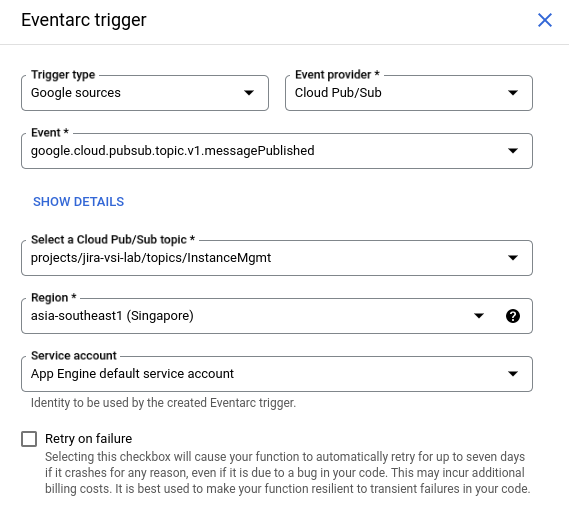 Eventarc trigger
Trigger type
Google sources
Event provider *
Cloud Pub/Sub
Event *
google.cloud.pubsub.topic.v1.messagePublished
SHOW DETAILS
Select a Cloud Pub/Sub topic *
projects/jira-vsi-lab/topics/InstanceMgmt
Region *
asia-southeast1 (Singapore)
?
Service account
App Engine default service account
Identity to be used by the created Eventarc trigger.
Retry on failure
Selecting this checkbox will cause your function to automatically retry for up to seven days
if it crashes for any reason, even if it is due to a bug in your code. This may incur additional
billing costs. It is best used to make your function resilient to transient failures in your code.